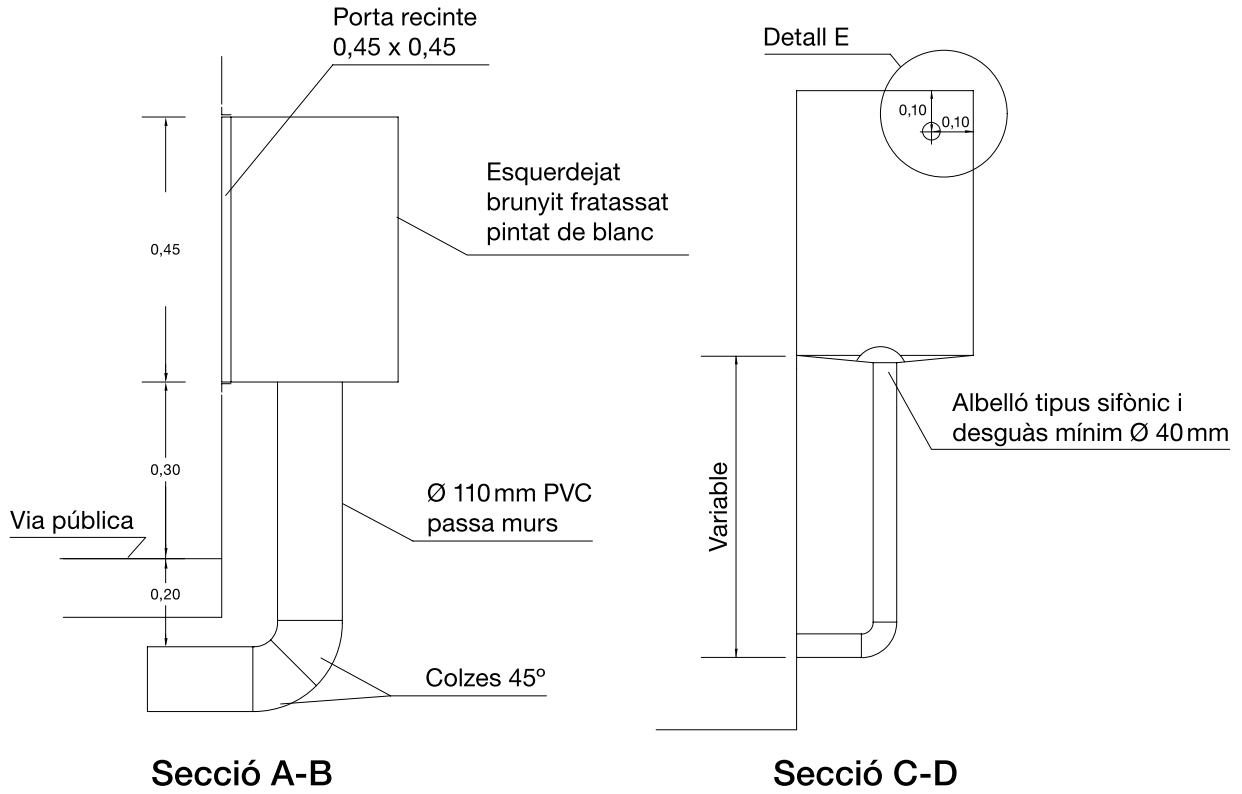 Porta recinte
0,45 x 0,45
Esquerdejat
brunyit fratassat
pintat de blanc
0,45
0,30
Via pública
0,20
Ø 110 mm PVC
passa murs
Colzes 45º
Secció A-B
Detall E
0,10
0,10
Albelló tipus sifònic i
desguàs mínim Ø 40 mm
Variable
Secció C-D